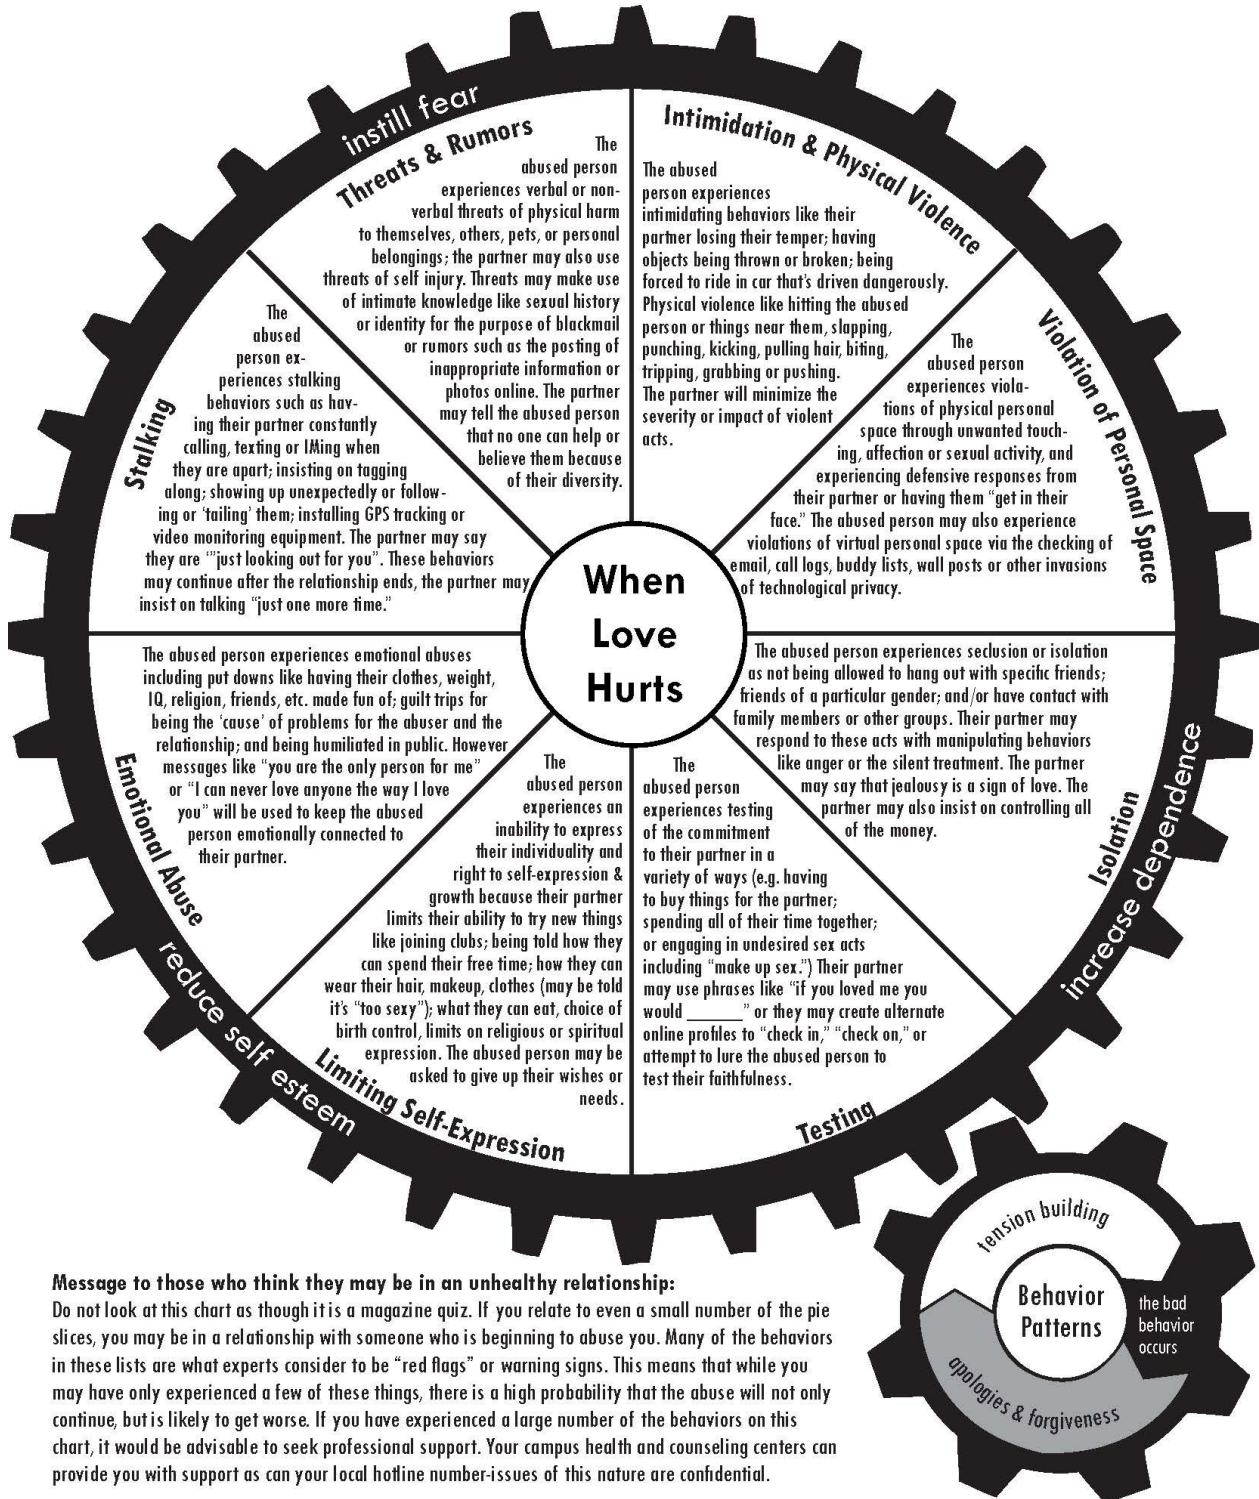 instill fear
Threats & Rumors
The
abused person
experiences verbal or non-
verbal threats of physical harm
to themselves, others, pets, or personal
belongings; the partner may also use
threats of self injury. Threats may make use
of intimate knowledge like sexual history
or identity for the purpose of blackmail
or rumors such as the posting of
inappropriate information or
photos online. The partner
may tell the abused person
that no one can help or
believe them because
of their diversity.
Intimidation & Physical Violence
The abused
person experiences
intimidating behaviors like their
partner losing their temper; having
objects being thrown or broken; being
forced to ride in car that's driven dangerously.
Physical violence like hitting the abused
person or things near them, slapping,
punching, kicking, pulling hair, biting,
tripping, grabbing or pushing.
The partner will minimize the
severity or impact of violent
acts.
Violation of Personal Space
The
abused person
experiences viola-
tions of physical personal
space through unwanted touch-
ing, affection or sexual activity, and
experiencing defensive responses from
their partner or having them “get in their
face.” The abused person may also experience
violations of virtual personal space via the checking of
email, call logs, buddy lists, wall posts or other invasions
of technological privacy.
Stalking
The
abused
person ex-
periences stalking
behaviors such as hav-
ing their partner constantly
calling, texting or IMing when
they are apart; insisting on tagging
along; showing up unexpectedly or follow-
ing or ‘tailing’ them; installing GPS tracking or
video monitoring equipment. The partner may say
they are ‘”just looking out for you”. These behaviors
may continue after the relationship ends, the partner may
insist on talking “just one more time.”
When
Love
Hurts
Emotional Abuse
The abused person experiences emotional abuses
including put downs like having their clothes, weight,
IQ, religion, friends, etc. made fun of; guilt trips for
being the ‘cause’ of problems for the abuser and the
relationship; and being humiliated in public. However
messages like “you are the only person for me”
or “I can never love anyone the way I love
you” will be used to keep the abused
person emotionally connected to
their partner.
reduce self esteem
Limiting Self-Expression
The
abused person
experiences an
inability to express
their individuality and
right to self-expression &
growth because their partner
limits their ability to try new things
like joining clubs; being told how they
can spend their free time; how they can
wear their hair, makeup, clothes (may be told
it's “too sexy”); what they can eat, choice of
birth control, limits on religious or spiritual
expression. The abused person may be
asked to give up their wishes or
needs.
Testing
The
abused person
experiences testing
of the commitment
to their partner in a
variety of ways (e.g. having
to buy things for the partner;
spending all of their time together;
or engaging in undesired sex acts
including “make up sex.”) Their partner
may use phrases like “if you loved me you
would ______” or they may create alternate
online profiles to “check in,” “check on,” or
attempt to lure the abused person to
test their faithfulness.
Isolation
The abused person experiences seclusion or isolation
as not being allowed to hang out with specific friends;
friends of a particular gender; and/or have contact with
family members or other groups. Their partner may
respond to these acts with manipulating behaviors
like anger or the silent treatment. The partner
may say that jealousy is a sign of love. The
partner may also insist on controlling all
of the money.
increase dependence
tension building
Behavior
Patterns
the bad
behavior
occurs
apologies & forgiveness
Message to those who think they may be in an unhealthy relationship:
Do not look at this chart as though it is a magazine quiz. If you relate to even a small number of the pie
slices, you may be in a relationship with someone who is beginning to abuse you. Many of the behaviors
in these lists are what experts consider to be “red flags” or warning signs. This means that while you
may have only experienced a few of these things, there is a high probability that the abuse will not only
continue, but is likely to get worse. If you have experienced a large number of the behaviors on this
chart, it would be advisable to seek professional support. Your campus health and counseling centers can
provide you with support as can your local hotline number-issues of this nature are confidential.